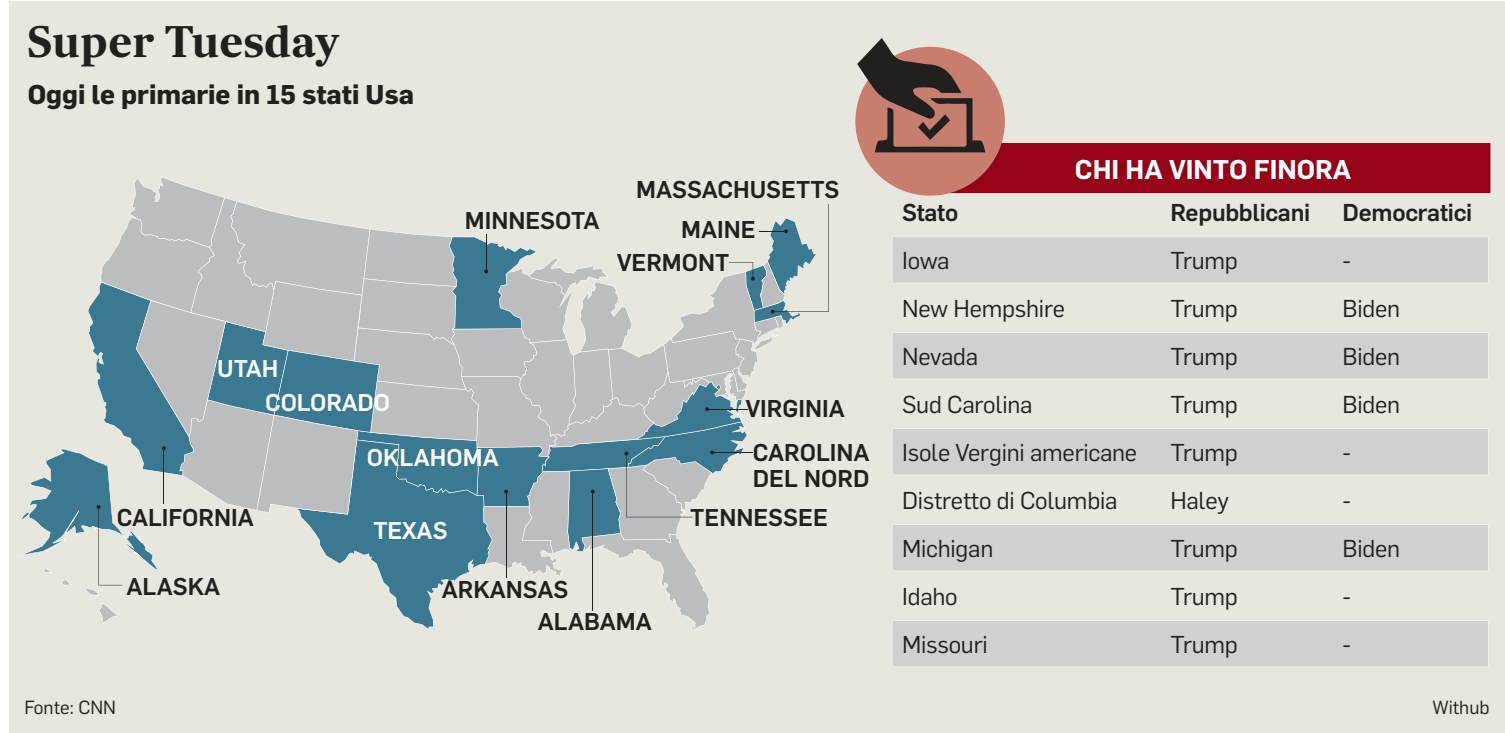 Super Tuesday
Oggi le primarie in 15 stati Usa
MASSACHUSETTS
MINNESOTA
MAINE
VERMONT
UTAH
COLORADO
VIRGINIA
OKLAHOMA
CAROLINA
DEL NORD
CALIFORNIA
TEXAS
TENNESSEE
ALASKA
ARKANSAS
ALABAMA
CHI HA VINTO FINORA
Stato Repubblicani Democratici
Iowa Trump -
New Hempshire Trump Biden
Nevada Trump Biden
Sud Carolina Trump Biden
Isole Vergini americane Trump -
Distretto di Columbia Haley -
Michigan Trump Biden
Idaho Trump -
Missouri Trump -
Fonte: CNN
Withub